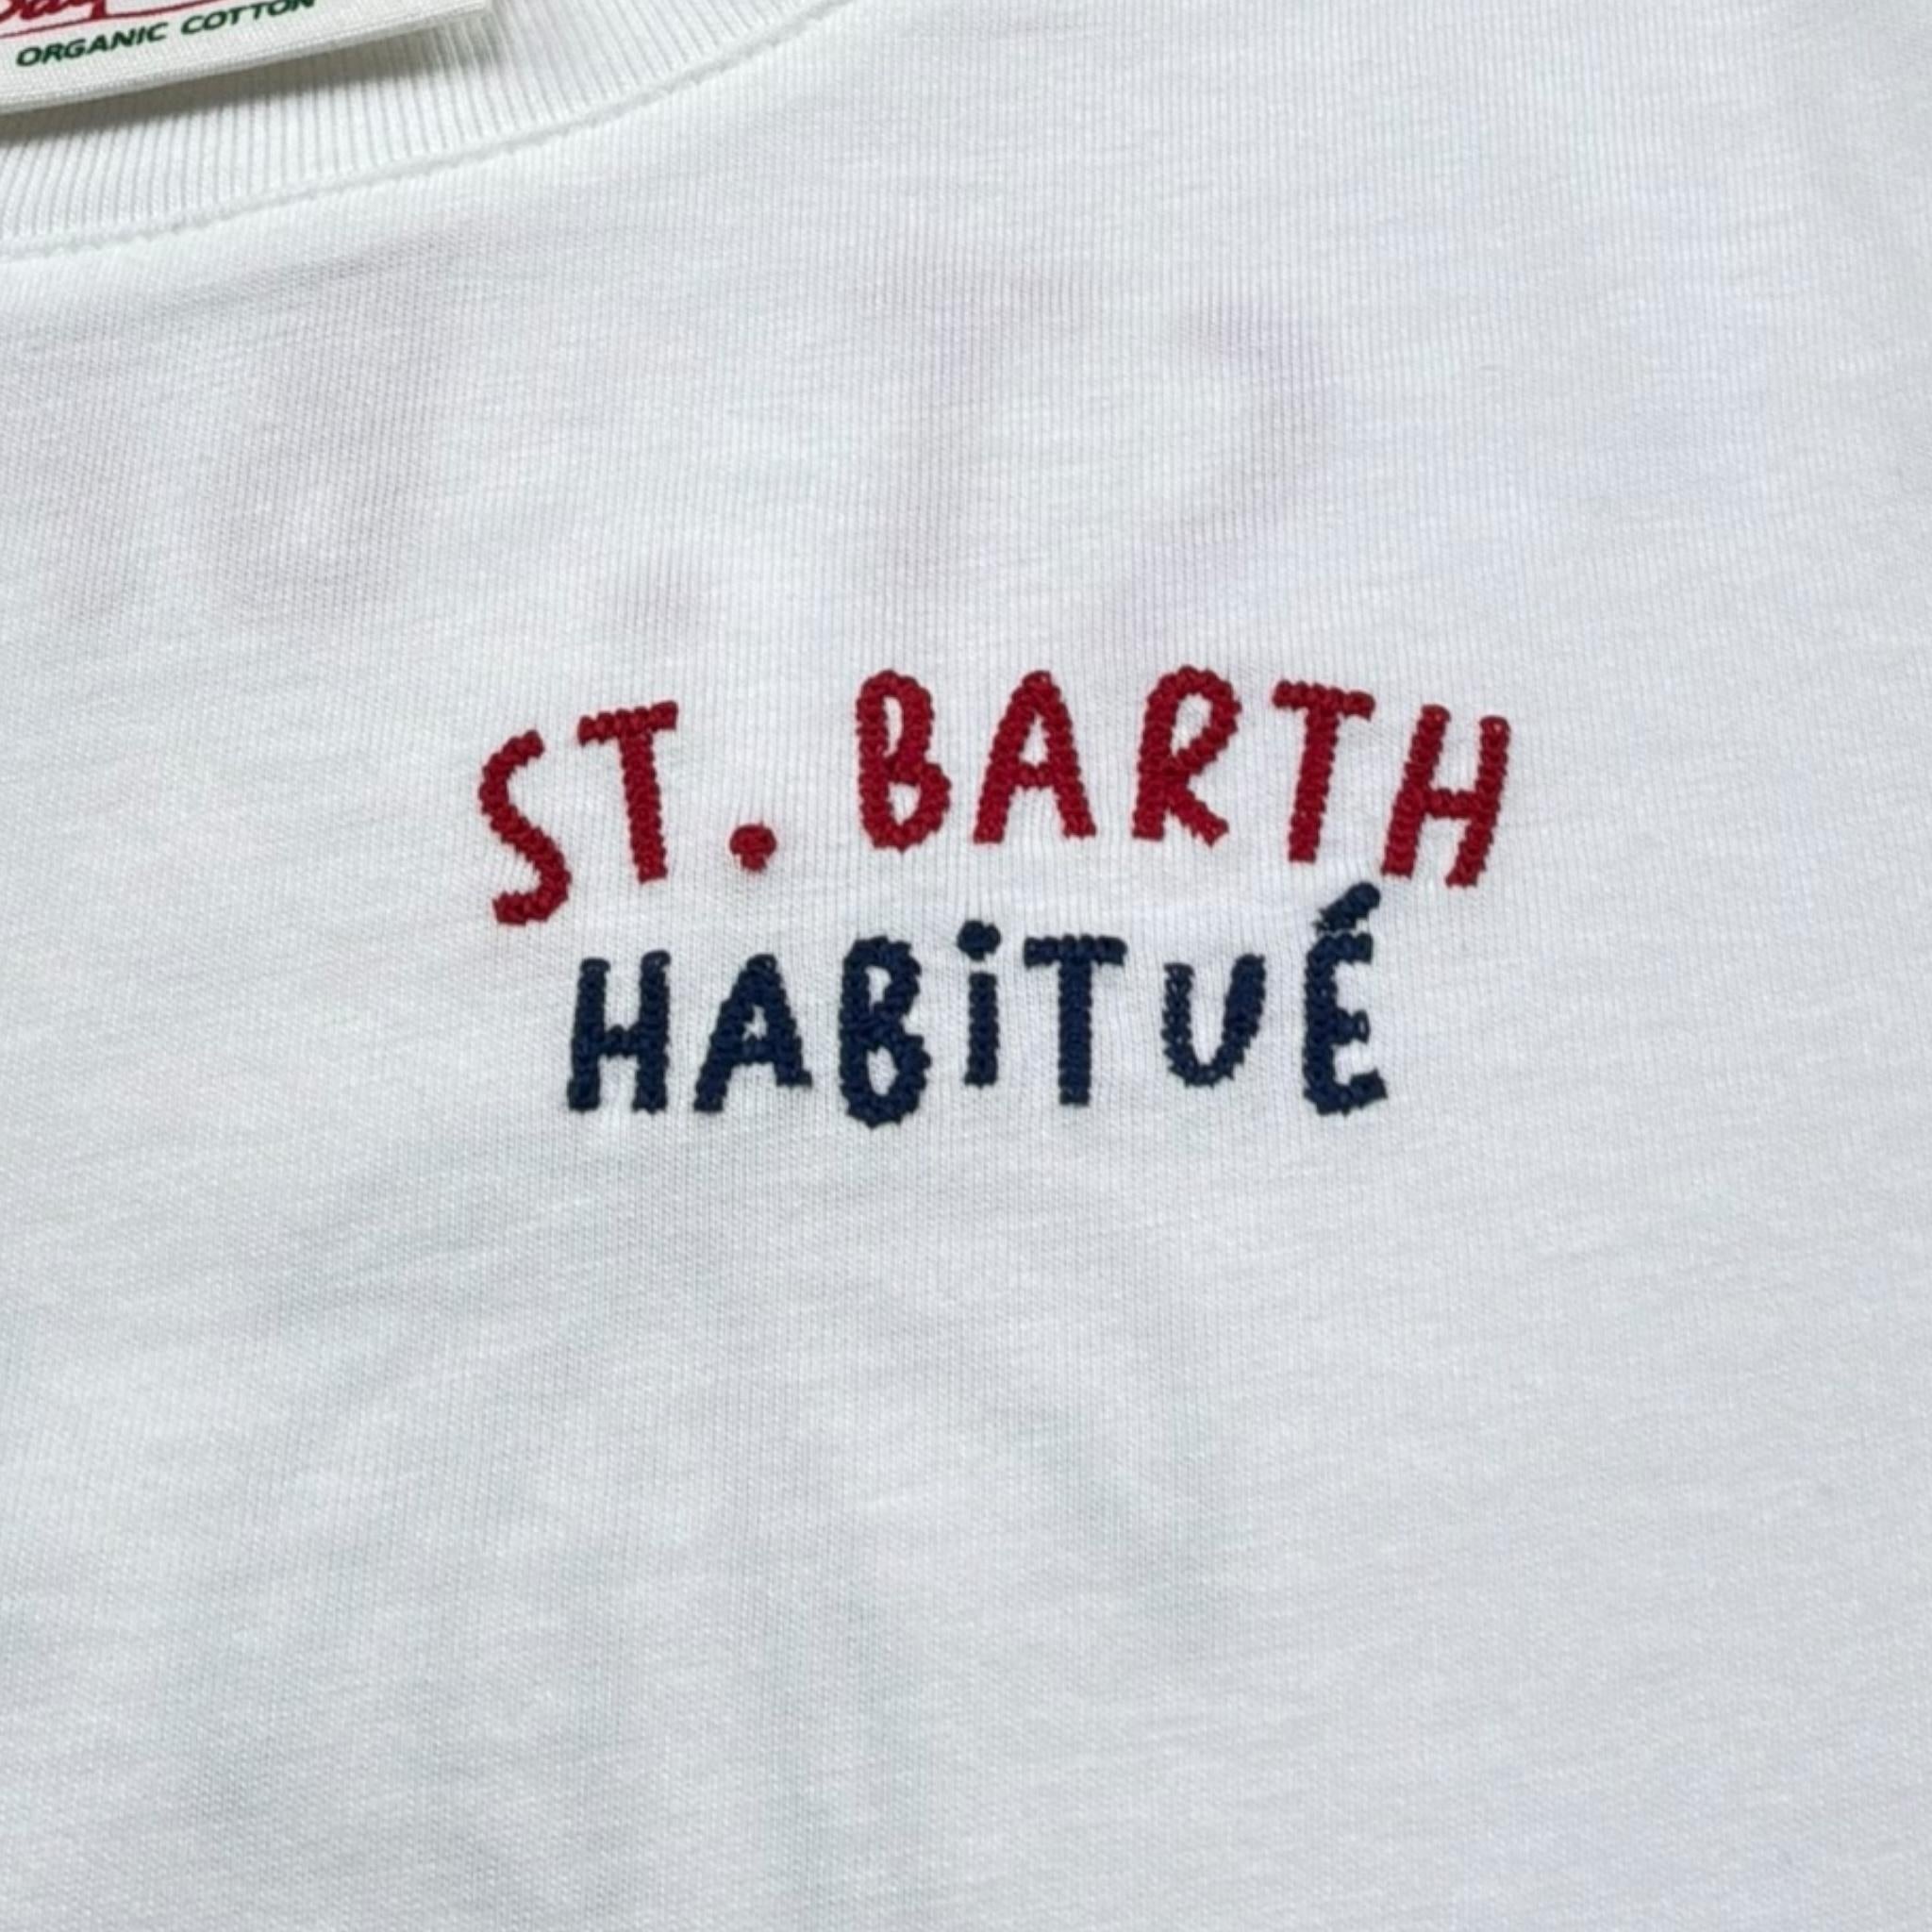 ORGANIC COTTON
ST. BARTH
HABiTUÉ